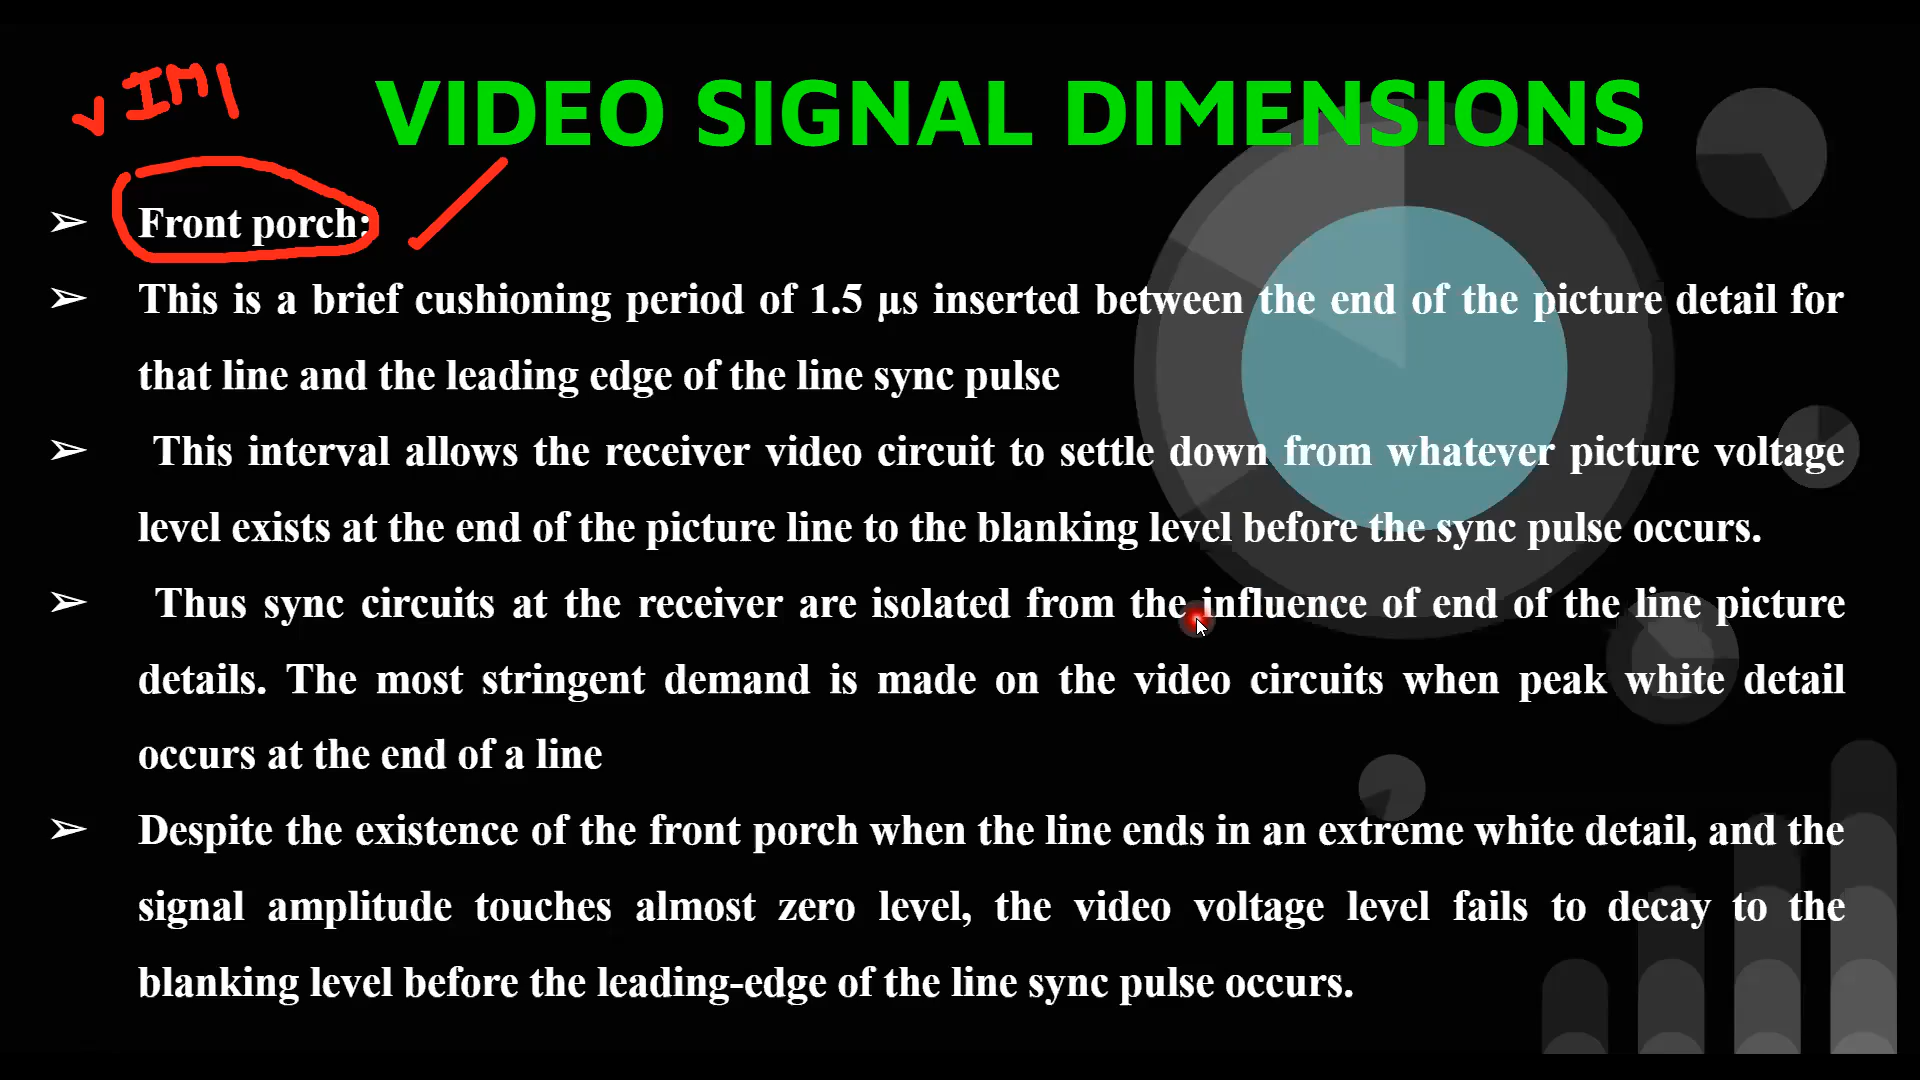 √ IMP
VIDEO SIGNAL DIMENSIONS
➢ Front porch:
➢ This is a brief cushioning period of 1.5 μs inserted between the end of the picture detail for
that line and the leading edge of the line sync pulse
➢ This interval allows the receiver video circuit to settle down from whatever picture voltage
level exists at the end of the picture line to the blanking level before the sync pulse occurs.
➢ Thus sync circuits at the receiver are isolated from the influence of end of the line picture
details. The most stringent demand is made on the video circuits when peak white detail
occurs at the end of a line
➢ Despite the existence of the front porch when the line ends in an extreme white detail, and the
signal amplitude touches almost zero level, the video voltage level fails to decay to the
blanking level before the leading-edge of the line sync pulse occurs.